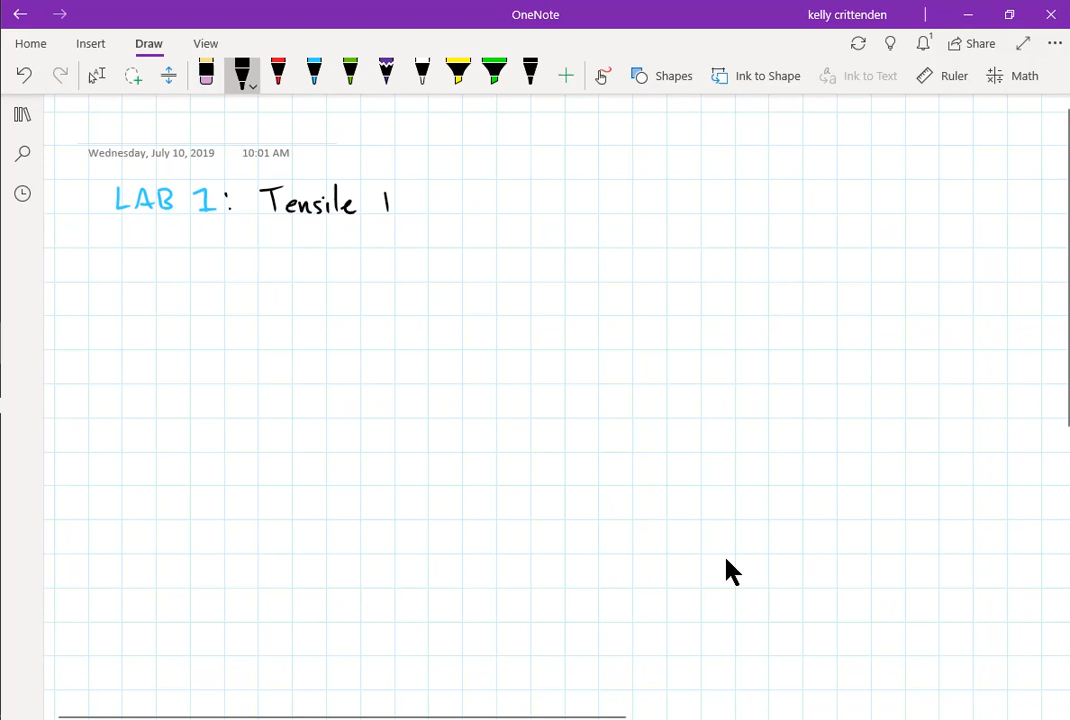 OneNote
kelly crittenden
Home Insert Draw View
1
Share
Shapes
Ink to Shape
Ink to Text
Ruler
Math
Wednesday, July 10, 2019 10:01 AM
LAB 1: Tensile